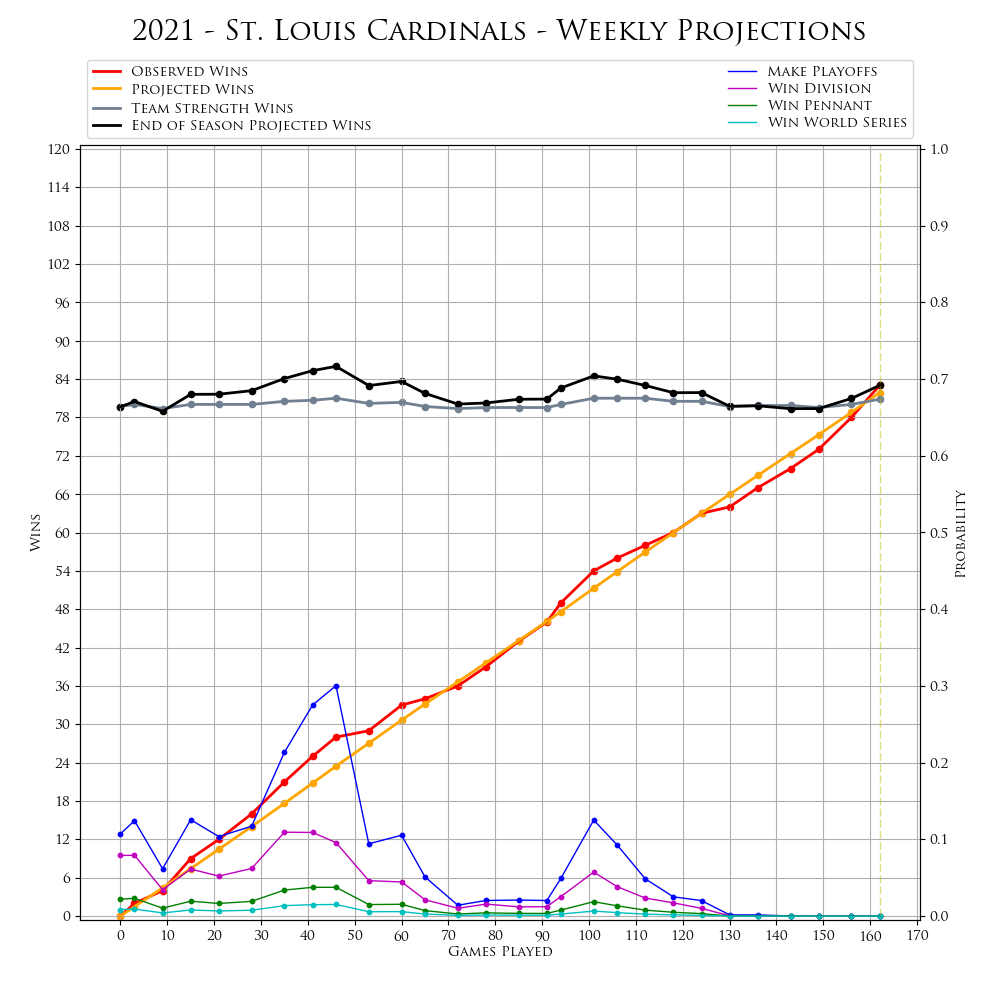 2021 - St. Louis Cardinals - Weekly Projections
Observed Wins
Projected Wins
Team Strength Wins
End of Season Projected Wins
Make Playoffs
Win Division
Win Pennant
Win World Series
120
114
108
102
96
90
84
78
72
66
60
54
48
42
36
30
24
18
12
6
0
Wins
1.0
0.9
0.8
0.7
0.6
0.5
0.4
0.3
0.2
0.1
0.0
Probability
0 10 20 30 40 50 60 70 80 90 100 110 120 130 140 150 160 170
Games Played